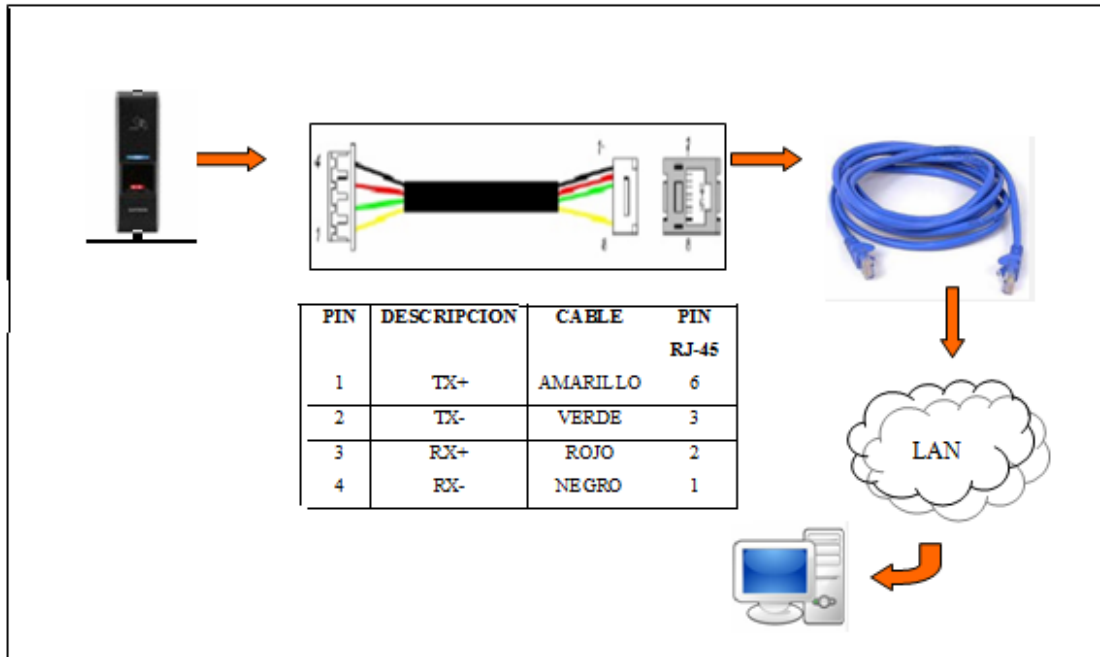 PIN DESCRIPCION CABLE PIN
RJ-45
1 TX+ AMARILLO 6
2 TX- VERDE 3
3 RX+ ROJO 2
4 RX- NEGRO 1
LAN